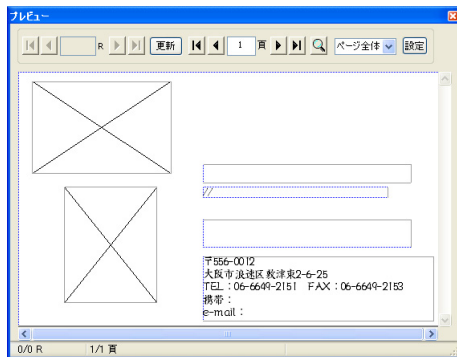 プレビュー
R 更新 1 頁 ページ全体 設定
//
〒556-0012
大阪市浪速区敷津東2-6-25
TEL：06-6649-2151 FAX：06-6649-2153
携帯：
e-mail：
0/0 R 1/1 頁